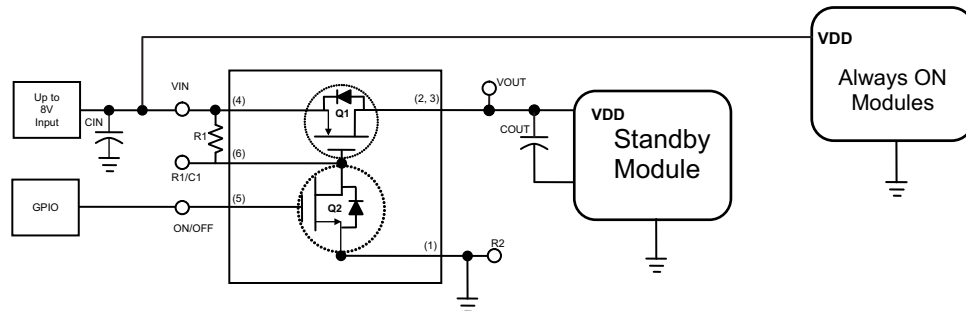 VDD
Always ON
Modules
Up to
8V
Input
CIN
VIN
(4)
R1
Q1
(2, 3)
VOUT
COUT
VDD
Standby
Module
(6)
R1/C1
GPIO
(5)
ON/OFF
Q2
(1)
R2